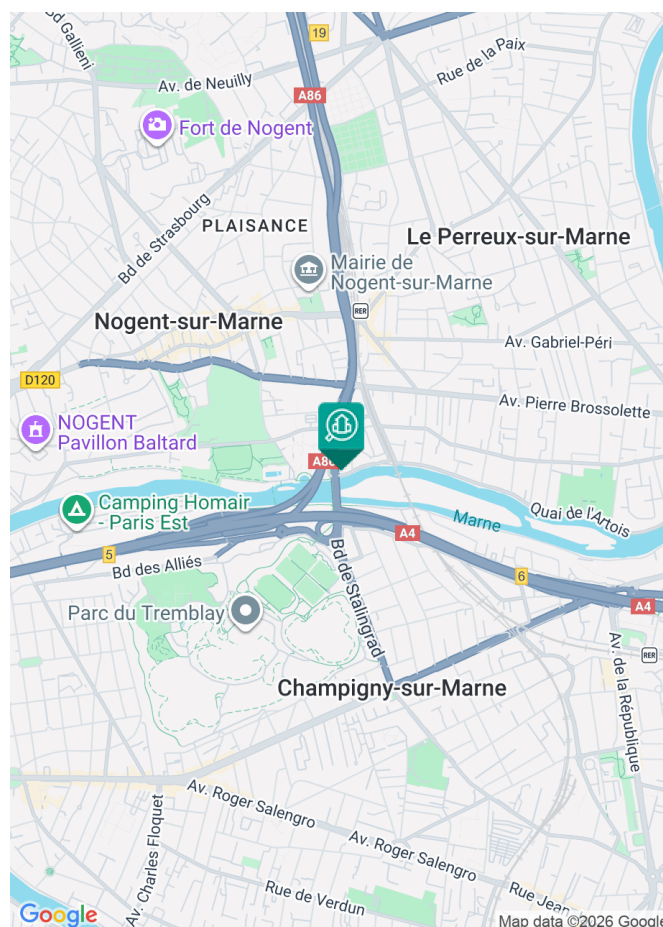 Bd Gallieni
19
Rue de la Paix
Av. de Neuilly
A86
Fort de Nogent
PLAISANCE
Bd de Strasbourg
Le Perreux-sur-Marne
Mairie de
Nogent-sur-Marne
RER
Nogent-sur-Marne
Av. Gabriel-Péri
D120
Av. Pierre Brossolette
NOGENT
Pavillon Baltard
A86
Camping Homair
- Paris Est
Marne
Quai de l'Artois
A4
5
Bd des Alliés
Bd de Stalingrad
6
A4
Parc du Tremblay
RER
Av. de la République
Champigny-sur-Marne
Av. Roger Salengro
Av. Charles Floquet
Av. Roger Salengro
Rue de Verdun
Rue Jean
Google
Map data ©2026 Google